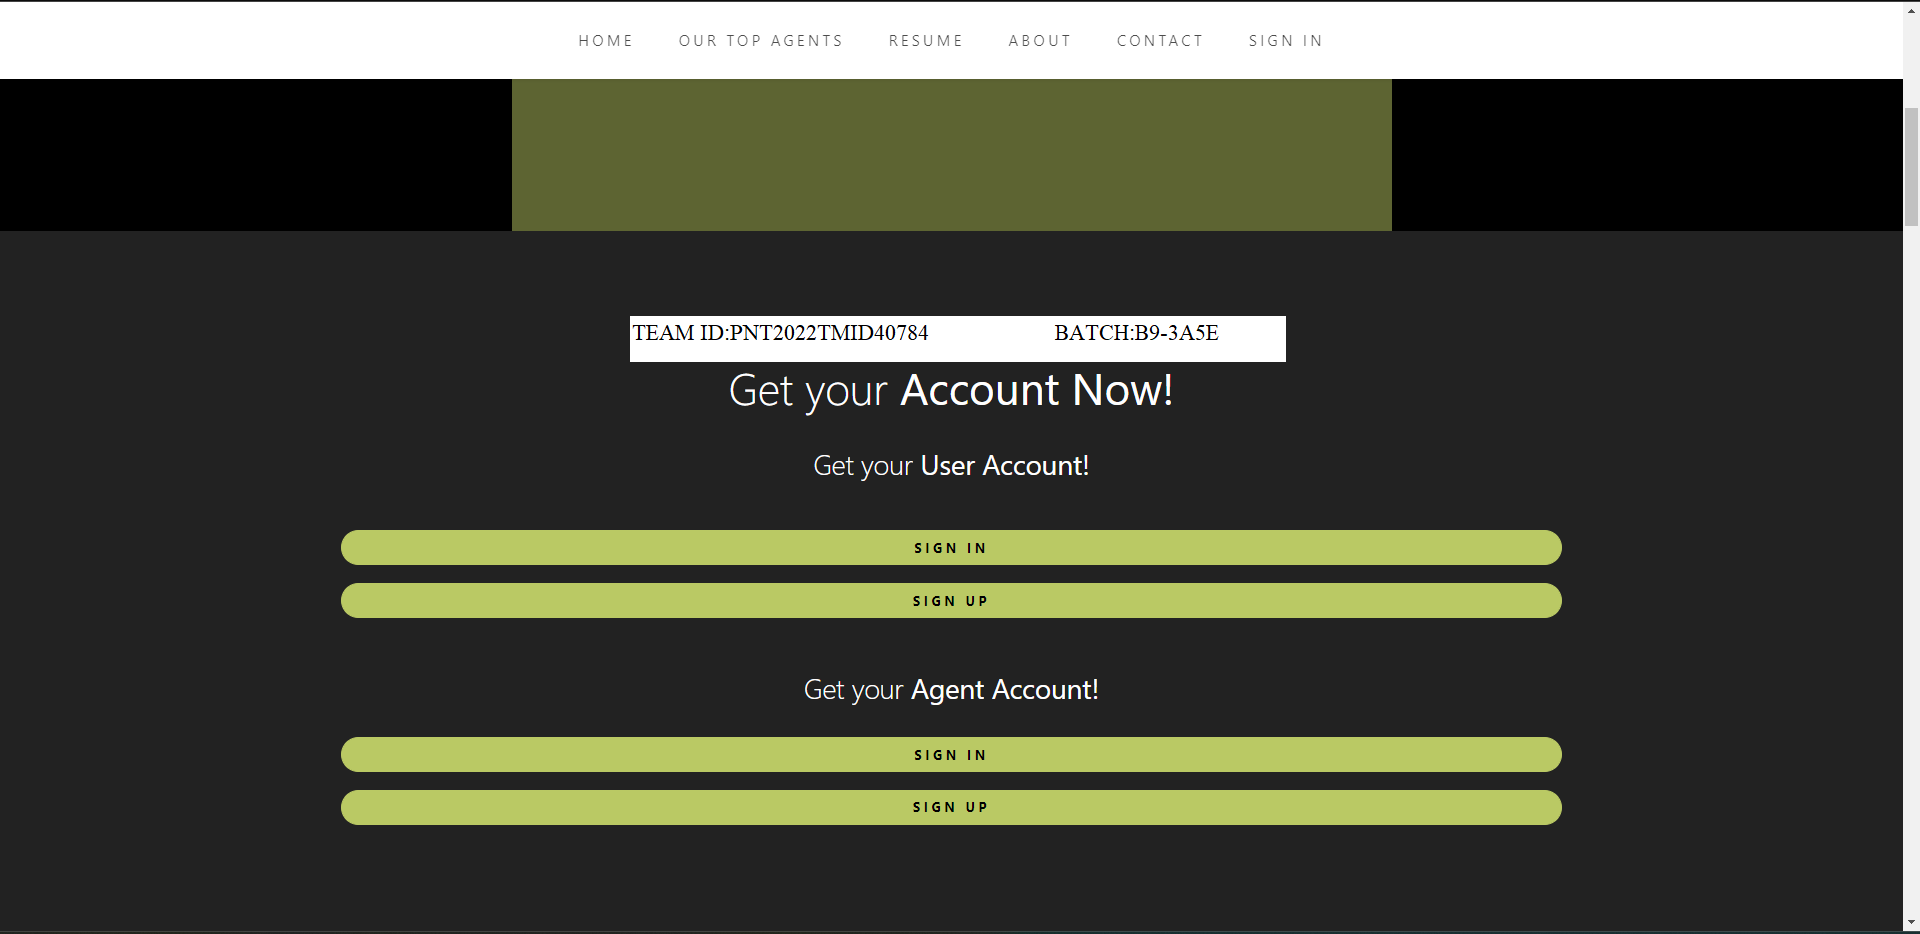 HOME OUR TOP AGENTS RESUME ABOUT CONTACT SIGN IN
TEAM ID:PNT2022TMID40784 BATCH:B9-3A5E
Get your Account Now!
Get your User Account!
SIGN IN
SIGN UP
Get your Agent Account!
SIGN IN
SIGN UP